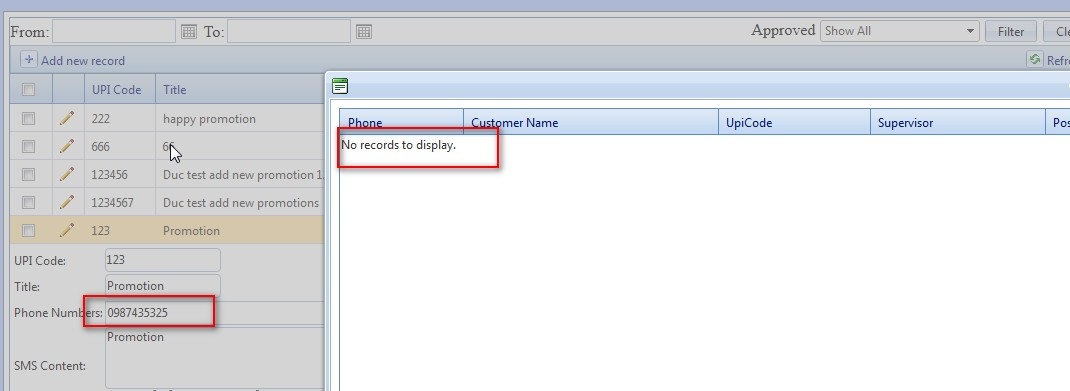 From: To: Approved Show All Filter Cle
Add new record Refre
UPI Code Title
222 happy promotion
666 66
123456 Duc test add new promotion 1
1234567 Duc test add new promotions
123 Promotion
UPI Code: 123
Title: Promotion
Phone Numbers: 0987435325
SMS Content: Promotion
Phone Customer Name UpiCode Supervisor Pos
No records to display.